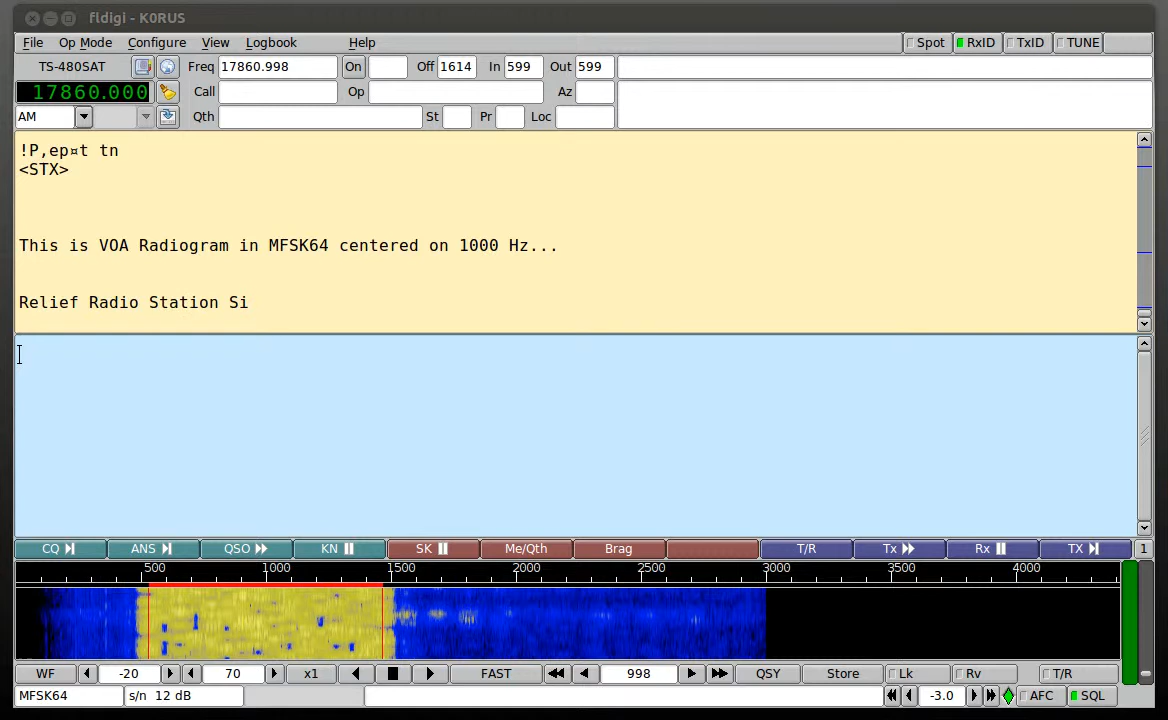 fldigi - K0RUS
File Op Mode Configure View Logbook Help Spot RxID TxID TUNE
TS-480SAT Freq 17860.998 On Off 1614 In 599 Out 599
17860.000 Call Op Az
AM Qth St Pr Loc
!P,ep¤t tn
<STX>
This is VOA Radiogram in MFSK64 centered on 1000 Hz...
Relief Radio Station Si
CQ ANS QSO KN SK Me/Qth Brag T/R Tx Rx TX 1
500 1000 1500 2000 2500 3000 3500 4000
WF -20 70 x1 FAST 998 QSY Store Lk Rv T/R
MFSK64 s/n 12 dB -3.0 AFC SQL